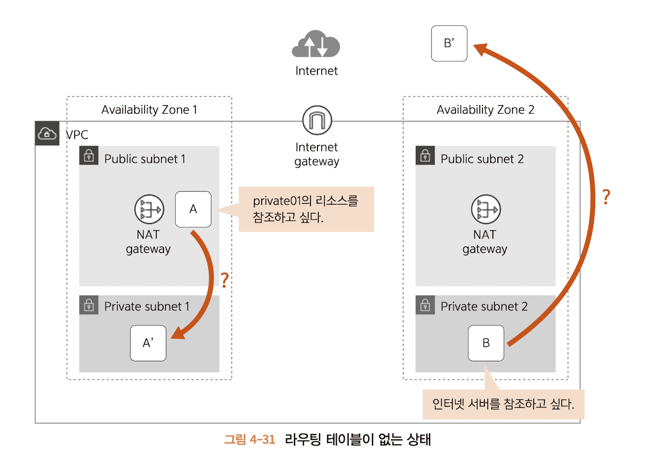 B’
Internet
Availability Zone 1
Availability Zone 2
VPC
Internet
gateway
Public subnet 1
Public subnet 2
A
private01의 리소스를
참조하고 싶다.
NAT
gateway
NAT
gateway
?
?
Private subnet 1
Private subnet 2
A’
B
인터넷 서버를 참조하고 싶다.
그림 4-31 라우팅 테이블이 없는 상태